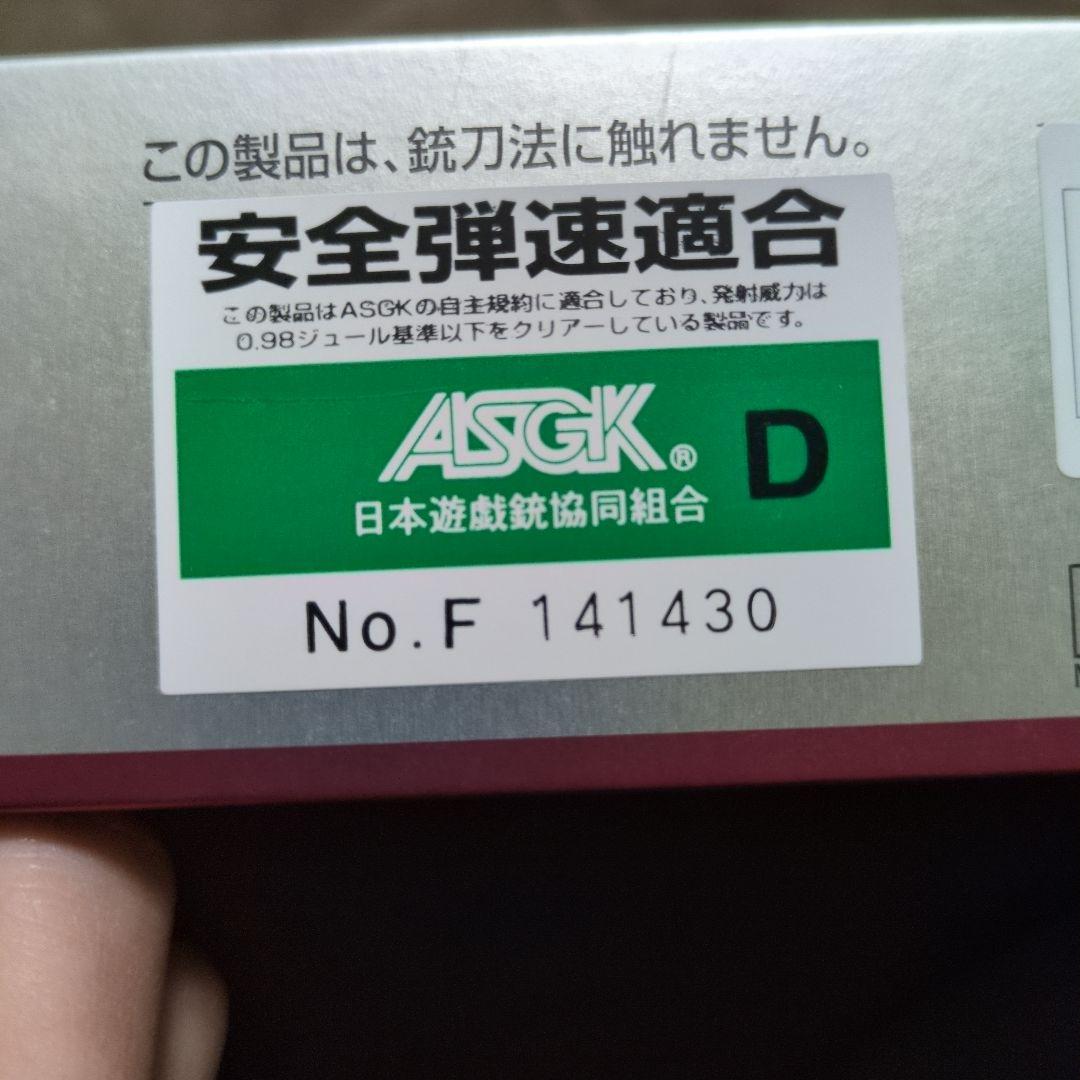 この製品は、銃刀法に触れません。
安全弾速適合
この製品はASGKの自主規約に適合しており、発射威力は
0.98ジュール基準以下をクリアーしている製品です。
ASGK® D
日本遊戯銃協同組合
No.F 141430